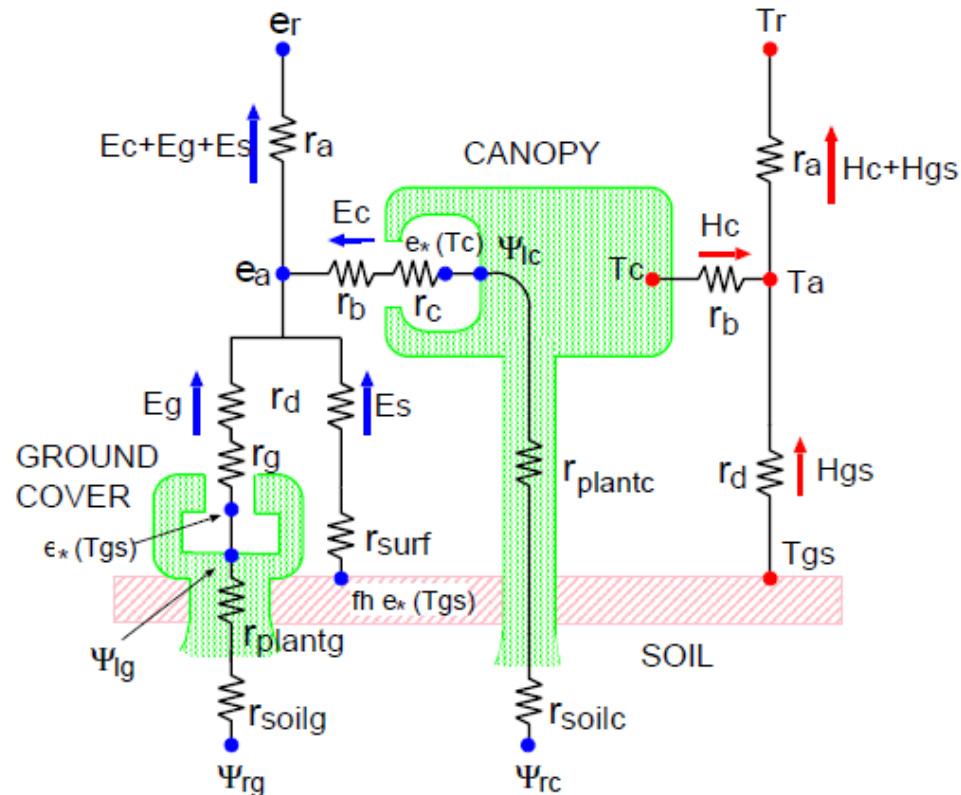 er
Tr
Ec+Eg+Es
ra
CANOPY
ra
Hc+Hgs
Ec
e*(Tc)
Ψlc
Hc
Tc
ea
rb
rc
rb
Ta
Eg
rd
Es
rg
GROUND
COVER
rplantc
rd
Hgs
ϵ*(Tgs)
rsurf
Tgs
fh e*(Tgs)
rplantg
Ψlg
SOIL
rsoilg
rsoilc
Ψrg
Ψrc